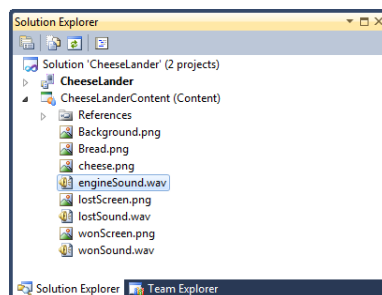 Solution Explorer
Solution 'CheeseLander' (2 projects)
CheeseLander
CheeseLanderContent (Content)
References
Background.png
Bread.png
cheese.png
engineSound.wav
lostScreen.png
lostSound.wav
wonScreen.png
wonSound.wav
Solution Explorer Team Explorer